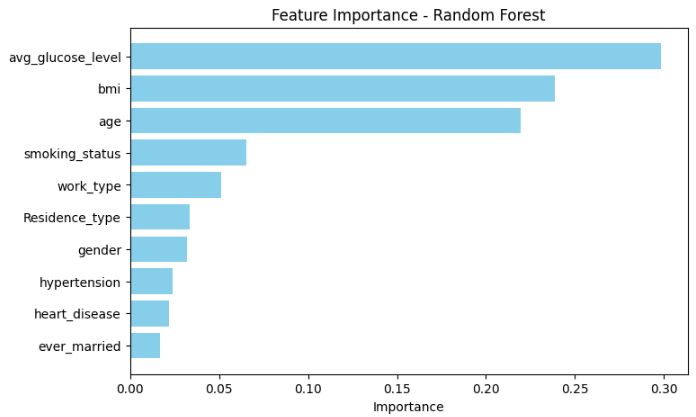 Feature Importance - Random Forest
avg_glucose_level
bmi
age
smoking_status
work_type
Residence_type
gender
hypertension
heart_disease
ever_married
0.00 0.05 0.10 0.15 0.20 0.25 0.30
Importance